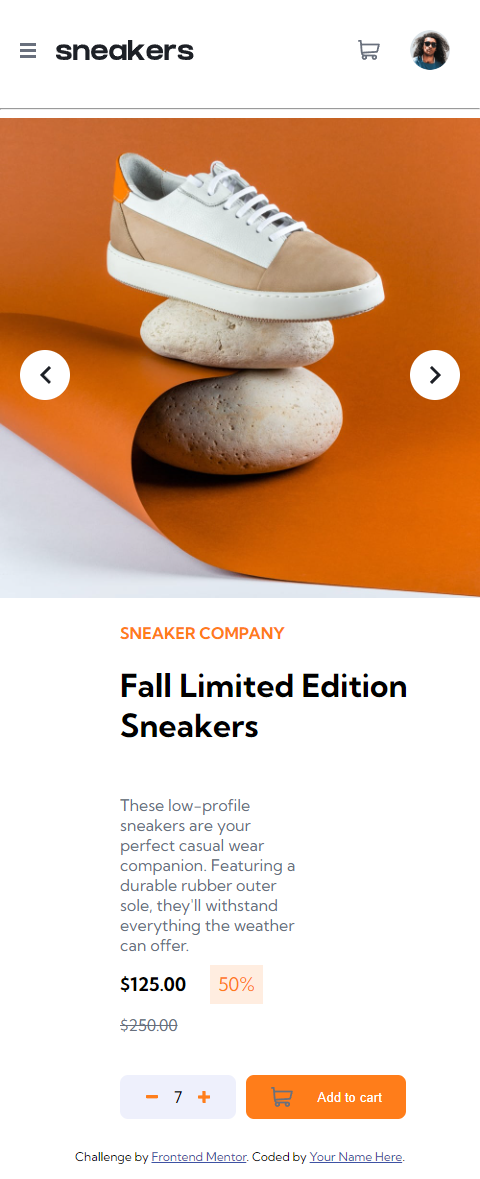 sneakers
SNEAKER COMPANY
Fall Limited Edition
Sneakers
These low-profile
sneakers are your
perfect casual wear
companion. Featuring a
durable rubber outer
sole, they'll withstand
everything the weather
can offer.
$125.00 50%
$250.00
7 Add to cart
Challenge by Frontend Mentor. Coded by Your Name Here.